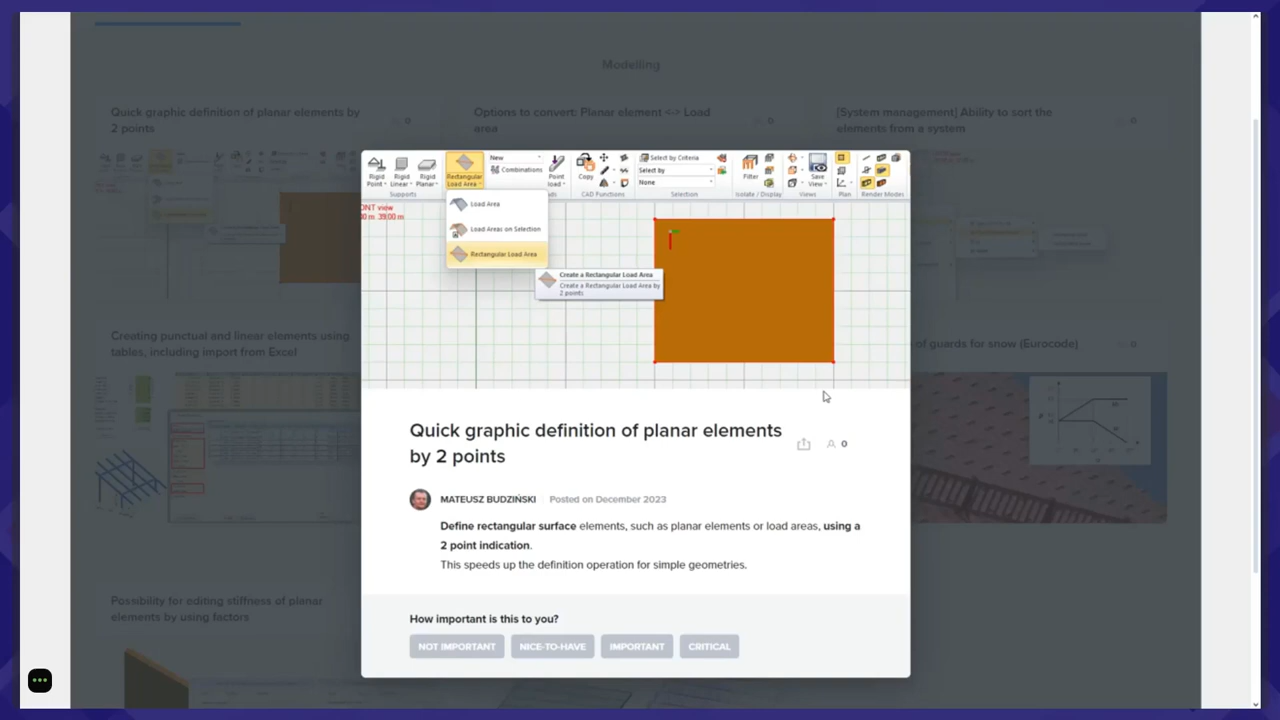 Modelling
Quick graphic definition of planar elements by
2 points
0
Options to convert: Planar element <-> Load
area
0
[System management] Ability to sort the
elements from a system
0
Rigid
Point
Rigid
Linear
Rigid
Planar
Supports
Rectangular
Load Area
New
Combinations
Point
load
Copy
CAD Functions
Select by Criteria
Select by
None
Selection
Filter
Isolate / Display
Save
View
Views
Plan
Render Modes
Load Area
Load Areas on Selection
Rectangular Load Area
ONT view
39.00 m
Create a Rectangular Load Area
Create a Rectangular Load Area by
2 points
Creating punctual and linear elements using
tables, including import from Excel
of guards for snow (Eurocode)
0
Quick graphic definition of planar elements
by 2 points
0
MATEUSZ BUDZIŃSKI Posted on December 2023
Define rectangular surface elements, such as planar elements or load areas, using a
2 point indication.
This speeds up the definition operation for simple geometries.
Possibility for editing stiffness of planar
elements by using factors
How important is this to you?
NOT IMPORTANT
NICE-TO-HAVE
IMPORTANT
CRITICAL